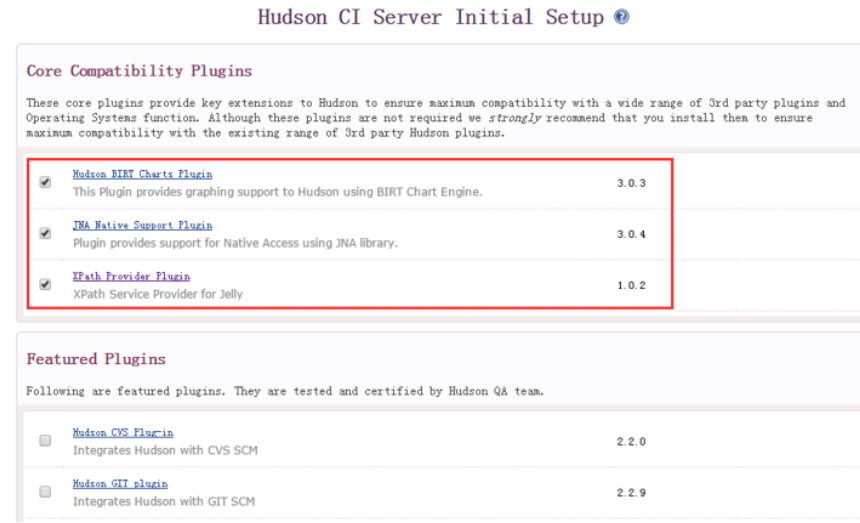 Hudson CI Server Initial Setup
Core Compatibility Plugins
These core plugins provide key extensions to Hudson to ensure maximum compatibility with a wide range of 3rd party plugins and
Operating Systems function. Although these plugins are not required we strongly recommend that you install them to ensure
maximum compatibility with the existing range of 3rd party Hudson plugins.
Hudson BIRT Charts Plugin
This Plugin provides graphing support to Hudson using BIRT Chart Engine.
3.0.3
JNA Native Support Plugin
Plugin provides support for Native Access using JNA library.
3.0.4
XPath Provider Plugin
XPath Service Provider for Jelly
1.0.2
Featured Plugins
Following are featured plugins. They are tested and certified by Hudson QA team.
Hudson CVS Plug-in
Integrates Hudson with CVS SCM
2.2.0
Hudson GIT plugin
Integrates Hudson with GIT SCM
2.2.9